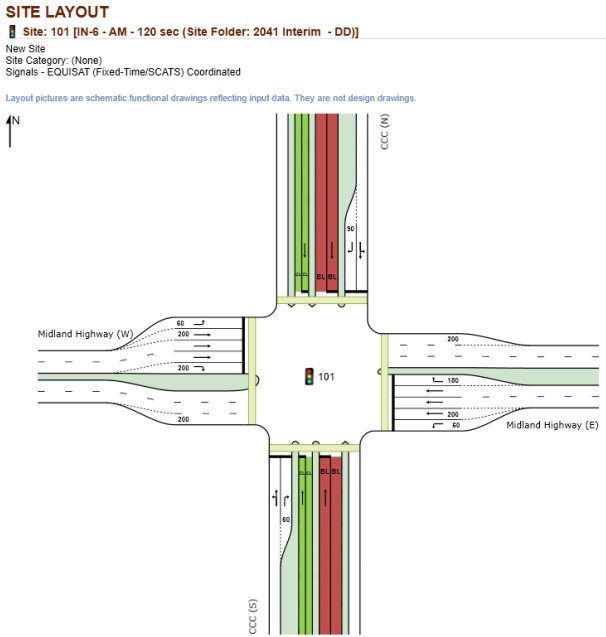 SITE LAYOUT
Site: 101 [IN-6 - AM - 120 sec (Site Folder: 2041 Interim - DD)]
New Site
Site Category: (None)
Signals - EQUISAT (Fixed-Time/SCATS) Coordinated
Layout pictures are schematic functional drawings reflecting input data. They are not design drawings.
N
CCC (N)
90
BL BL
60
200
200
Midland Highway (W)
200
101
200
180
200
60
Midland Highway (E)
BL BL
60
CCC (S)